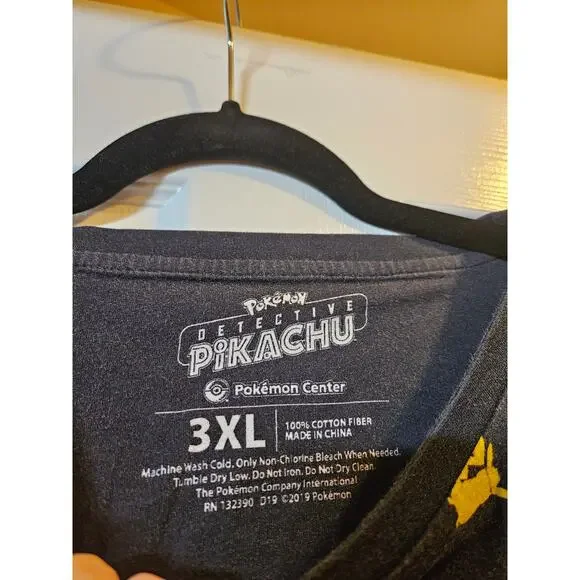 POKéMON
DETECTIVE
PIKACHU
Pokémon Center
3XL
100% COTTON FIBER
MADE IN CHINA
Machine Wash Cold. Only Non-Chlorine Bleach When Needed.
Tumble Dry Low. Do Not Iron. Do Not Dry Clean.
The Pokémon Company International
RN 132390 D19 ©2019 Pokémon